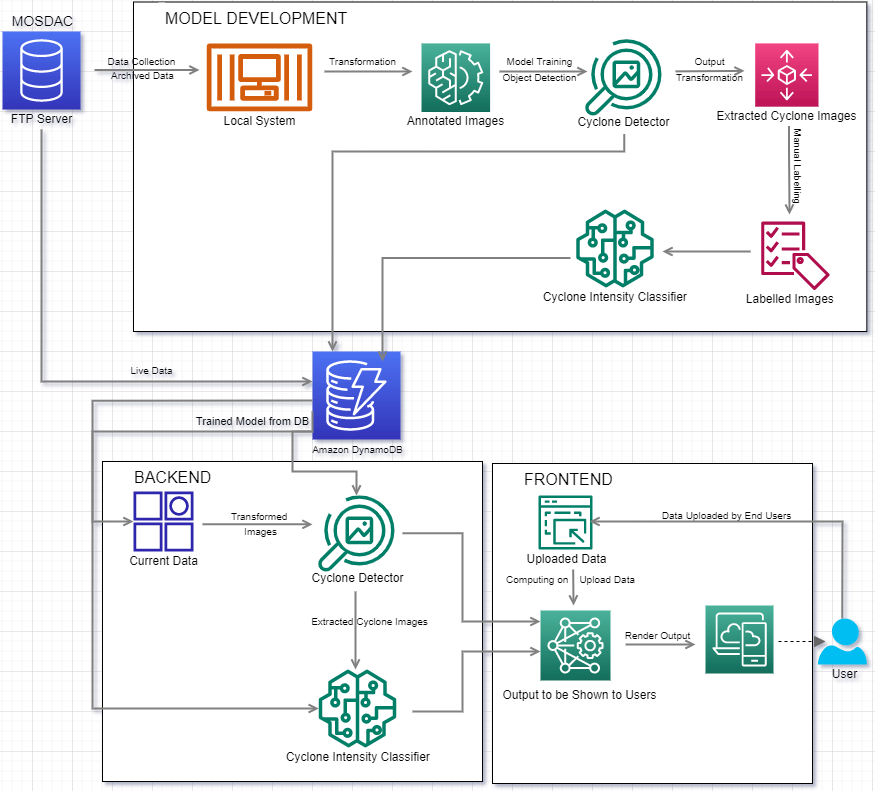 MOSDAC
FTP Server
MODEL DEVELOPMENT
Data Collection
Archived Data
Local System
Transformation
Annotated Images
Model Training
Object Detection
Cyclone Detector
Output
Transformation
Extracted Cyclone Images
Manual Labelling
Labelled Images
Cyclone Intensity Classifier
Live Data
Trained Model from DB
Amazon DynamoDB
BACKEND
Current Data
Transformed
Images
Cyclone Detector
Extracted Cyclone Images
Cyclone Intensity Classifier
FRONTEND
Data Uploaded by End Users
Uploaded Data
Computing on Upload Data
Output to be Shown to Users
Render Output
User